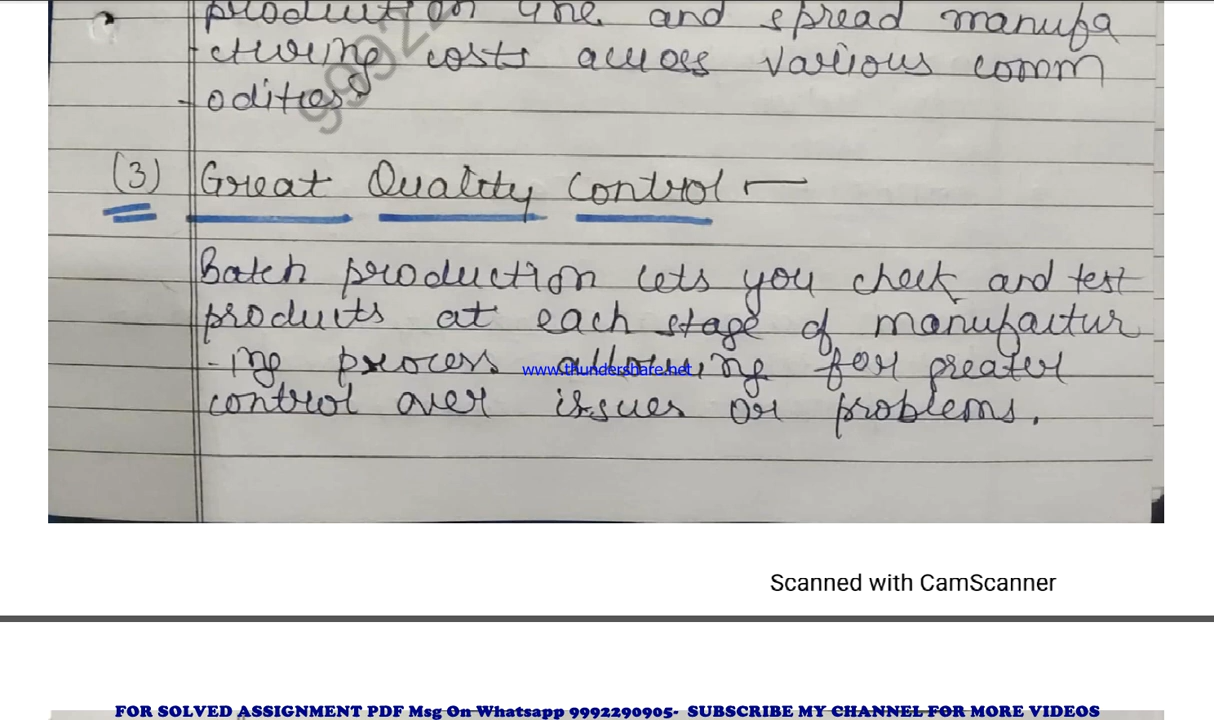 production line and spread manufa
cturing costs across various comm
odities
(3) Great Quality Control –
Batch production lets you check and test
products at each stage of manufactur
-ing process allowing for greater
www.thundershare.net
control over issues or problems.
Scanned with CamScanner
FOR SOLVED ASSIGNMENT PDF Msg On Whatsapp 9992290905- SUBSCRIBE MY CHANNEL FOR MORE VIDEOS